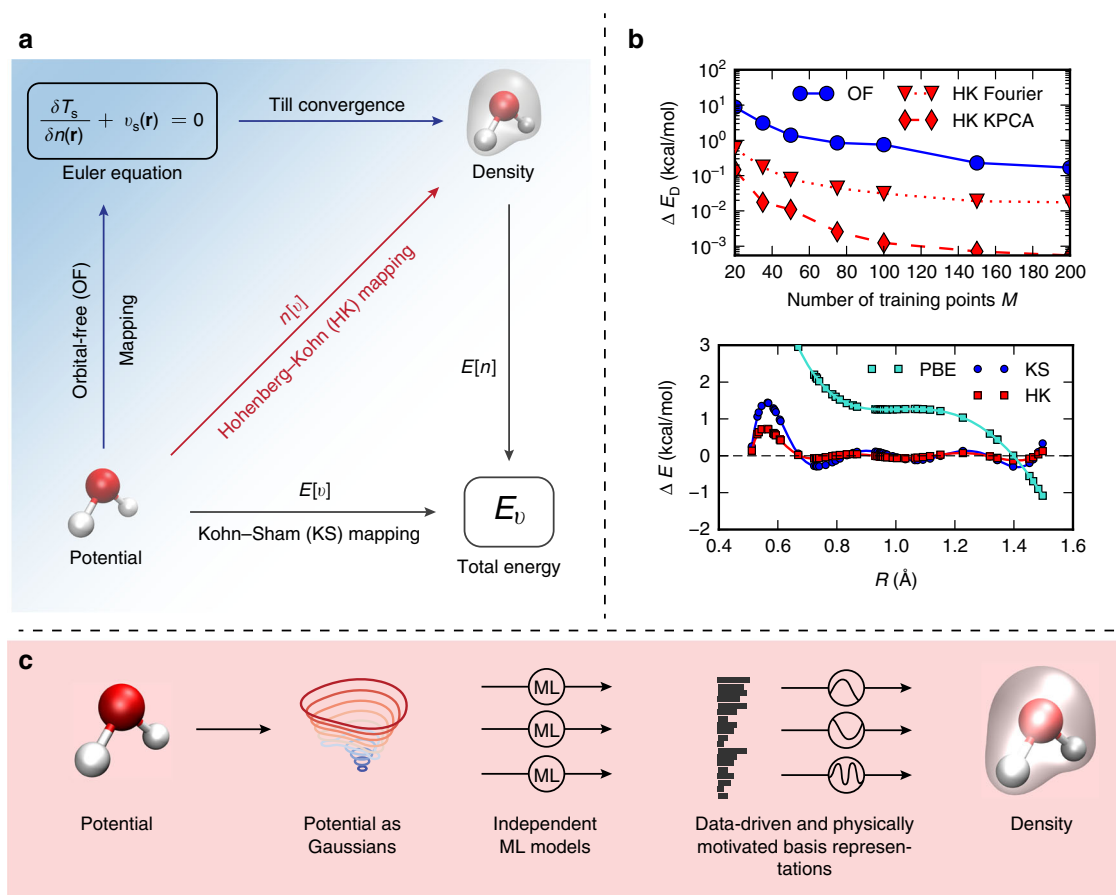 a
δTs
δn(r)
+ υs(r) = 0
Euler equation
Till convergence
Density
Orbital-free (OF)
Mapping
n[υ]
Hohenberg–Kohn (HK) mapping
E[n]
Potential
E[υ]
Kohn–Sham (KS) mapping
Eυ
Total energy
b
10²
10¹
10⁰
10⁻¹
10⁻²
10⁻³
Δ E_D (kcal/mol)
OF
HK Fourier
HK KPCA
20 40 60 80 100 120 140 160 180 200
Number of training points M
3
2
1
0
−1
−2
Δ E (kcal/mol)
PBE
KS
HK
0.4 0.6 0.8 1.0 1.2 1.4 1.6
R (Å)
c
ML
ML
ML
Potential
Potential as
Gaussians
Independent
ML models
Data-driven and physically
motivated basis represen-
tations
Density